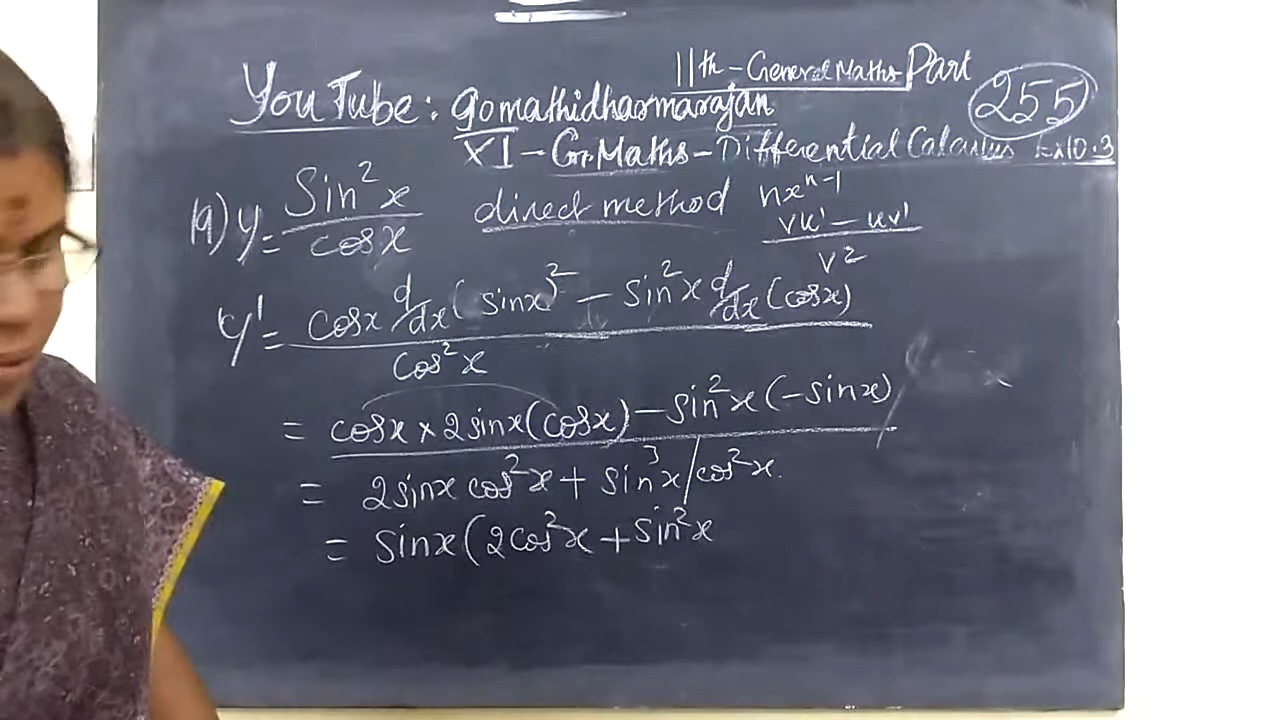 11th - General Maths Part
YouTube: gomathidharmarajan 255
XI - G.Maths - Differential Calculus Ex10.3
19) y = Sin²x / cosx direct method nxⁿ⁻¹
vu' - uv' / v²
y' = cosx d/dx (sinx)² - sin²x d/dx (cosx) / cos²x
= cosx × 2sinx(cosx) - sin²x(-sinx) /
= 2sinx cos²x + sin³x / cos²x.
= sinx(2cos²x + sin²x